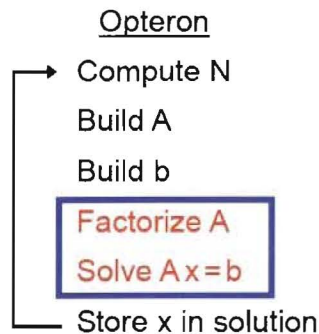 Opteron
Compute N
Build A
Build b
Factorize A
Solve A x = b
Store x in solution